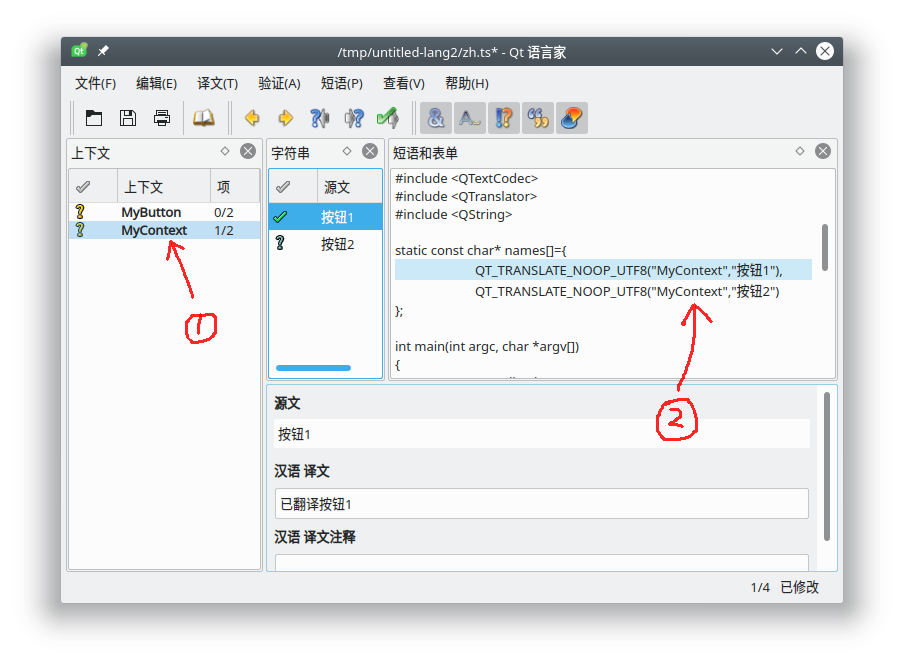 /tmp/untitled-lang2/zh.ts* - Qt 语言家
文件(F) 编辑(E) 译文(T) 验证(A) 短语(P) 查看(V) 帮助(H)
上下文
上下文 项
MyButton 0/2
MyContext 1/2
①
字符串
源文
按钮1
按钮2
短语和表单
#include <QTextCodec>
#include <QTranslator>
#include <QString>
static const char* names[]={
QT_TRANSLATE_NOOP_UTF8("MyContext","按钮1"),
QT_TRANSLATE_NOOP_UTF8("MyContext","按钮2")
};
int main(int argc, char *argv[])
{
②
源文
按钮1
汉语 译文
已翻译按钮1
汉语 译文注释
1/4 已修改